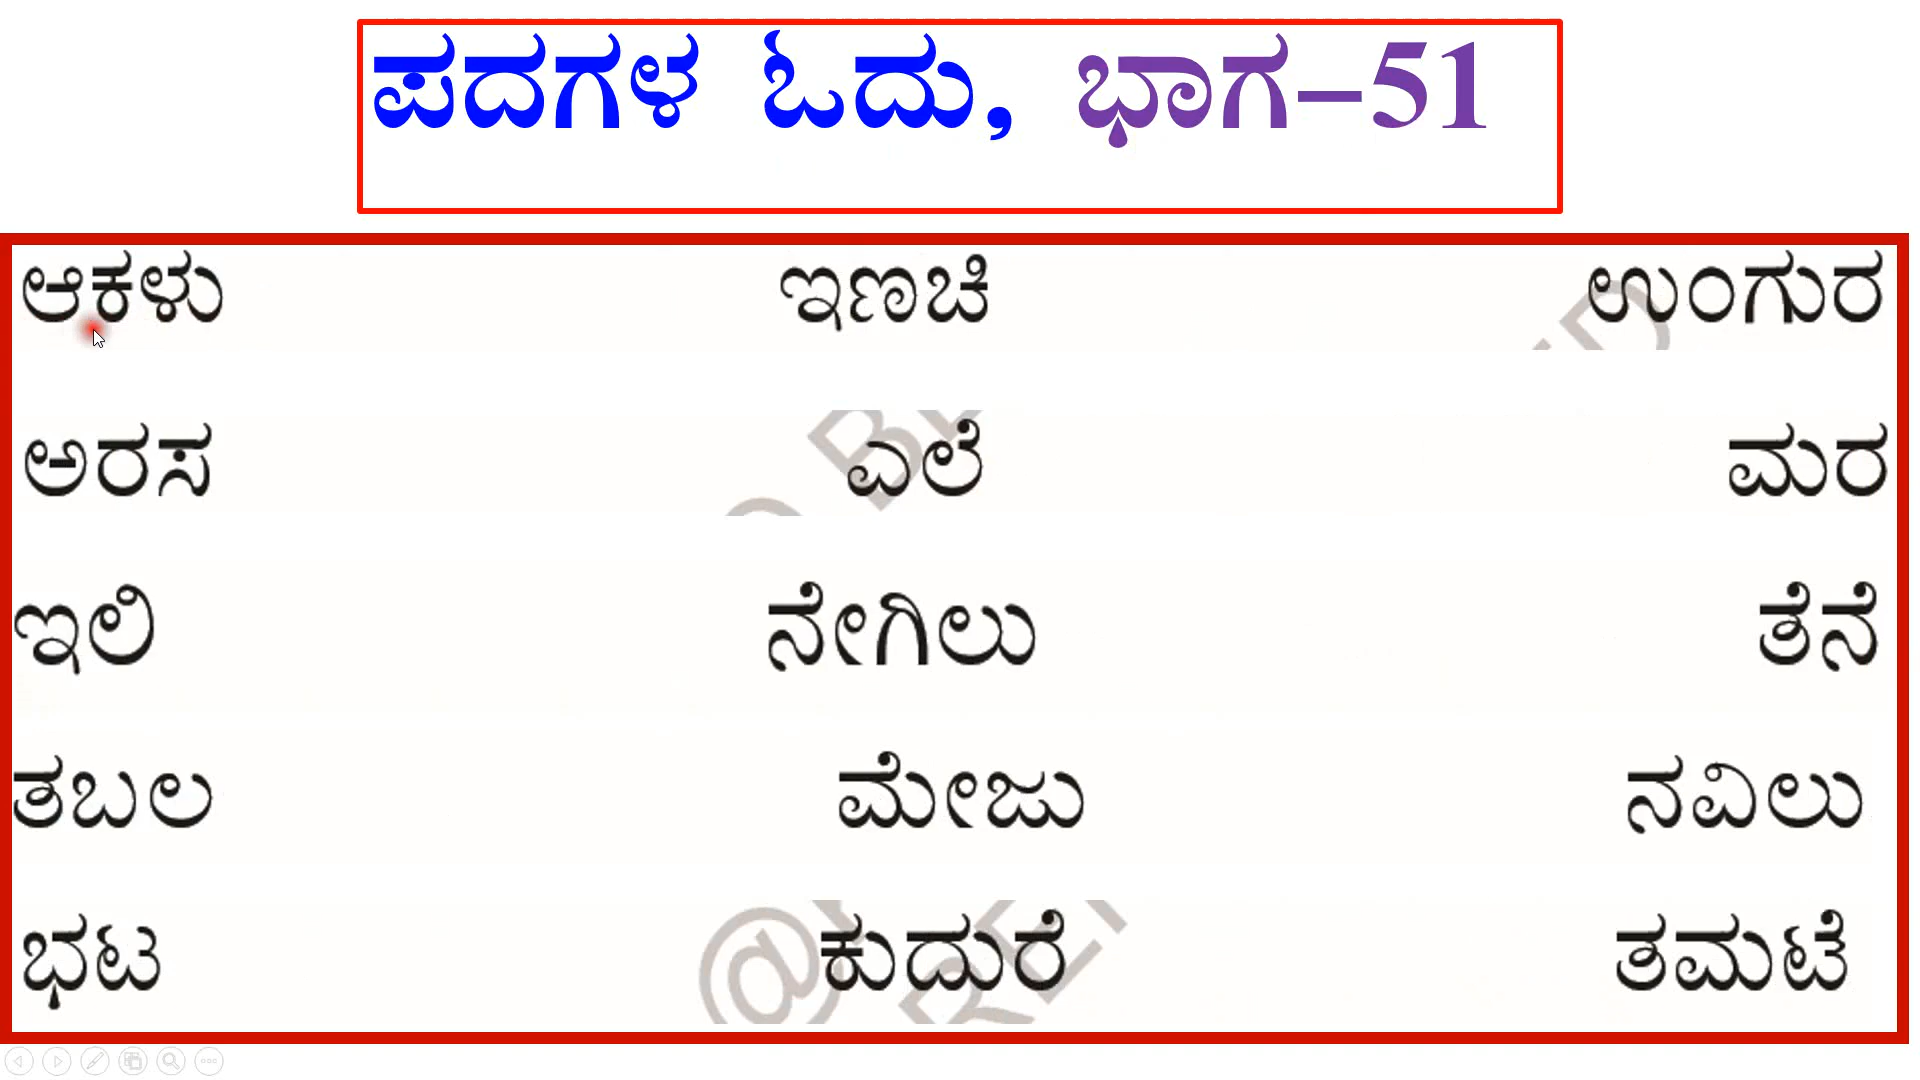 ಪದಗಳ ಓದು, ಭಾಗ-51
ಆಕಳು ಇಣಚಿ ಉಂಗುರ
ಅರಸ ಎಲೆ ಮರ
ಇಲಿ ನೇಗಿಲು ತೆನೆ
ತಬಲ ಮೇಜು ನವಿಲು
ಭಟ ಕುದುರೆ ತಮಟೆ